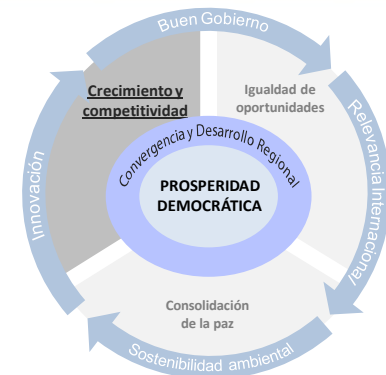 Buen Gobierno
Crecimiento y
competitividad
Igualdad de
oportunidades
Innovación
Relevancia Internacional
Convergencia y Desarrollo Regional
PROSPERIDAD
DEMOCRÁTICA
Consolidación
de la paz
Sostenibilidad ambiental